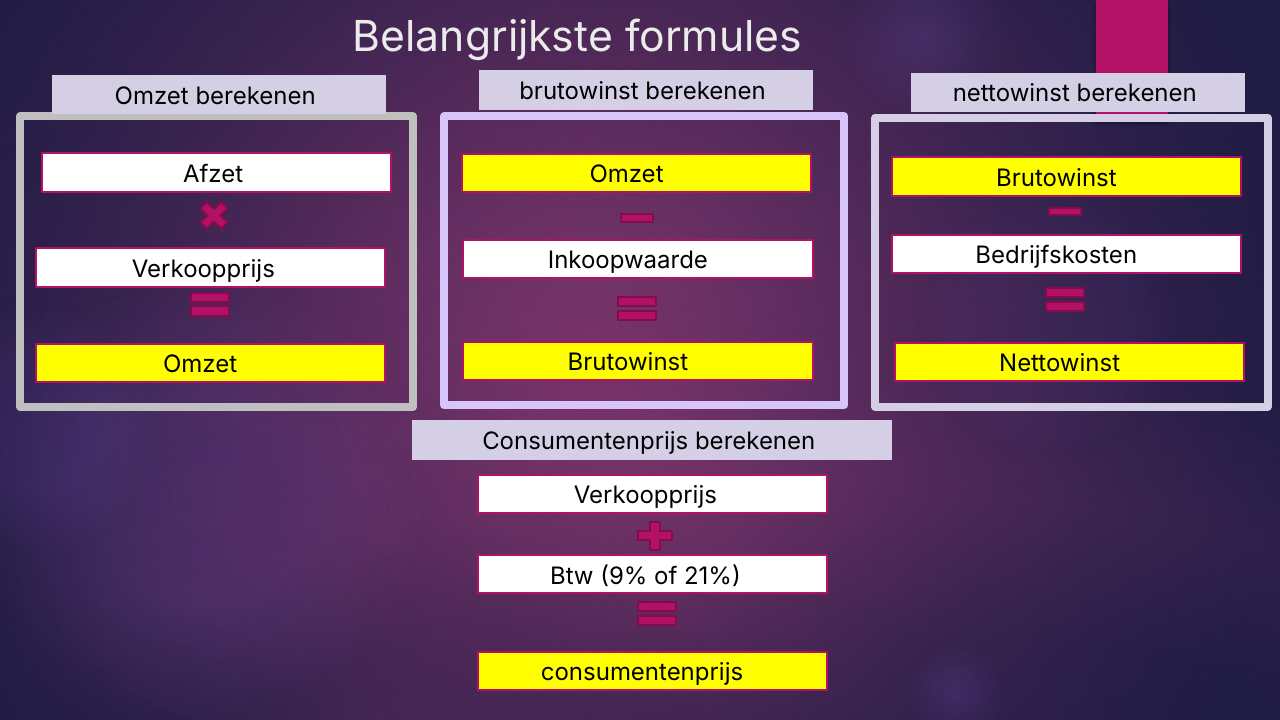 Belangrijkste formules
Omzet berekenen
Afzet
Verkoopprijs
Omzet
brutowinst berekenen
Omzet
Inkoopwaarde
Brutowinst
nettowinst berekenen
Brutowinst
Bedrijfskosten
Nettowinst
Consumentenprijs berekenen
Verkoopprijs
Btw (9% of 21%)
consumentenprijs